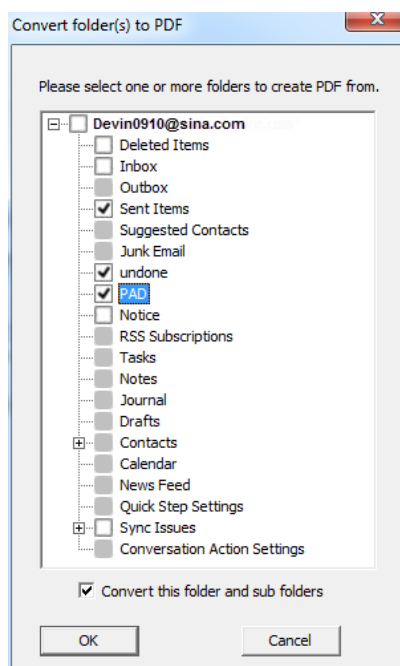 Convert folder(s) to PDF
Please select one or more folders to create PDF from.
Devin0910@sina.com
Deleted Items
Inbox
Outbox
Sent Items
Suggested Contacts
Junk Email
undone
PAD
Notice
RSS Subscriptions
Tasks
Notes
Journal
Drafts
Contacts
Calendar
News Feed
Quick Step Settings
Sync Issues
Conversation Action Settings
Convert this folder and sub folders
OK Cancel